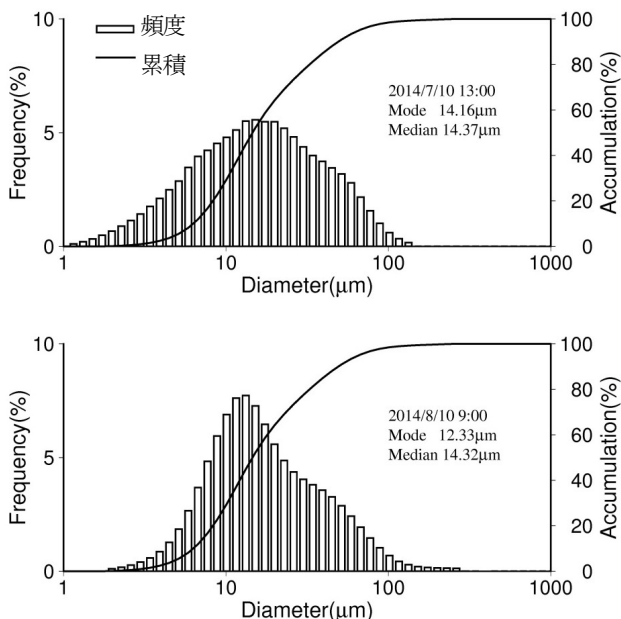 頻度
累積
2014/7/10 13:00
Mode 14.16μm
Median 14.37μm
Frequency(%)
10
5
0
Accumulation(%)
100
80
60
40
20
0
1 10 100 1000
Diameter(μm)
2014/8/10 9:00
Mode 12.33μm
Median 14.32μm
Frequency(%)
10
5
0
Accumulation(%)
100
80
60
40
20
0
1 10 100 1000
Diameter(μm)